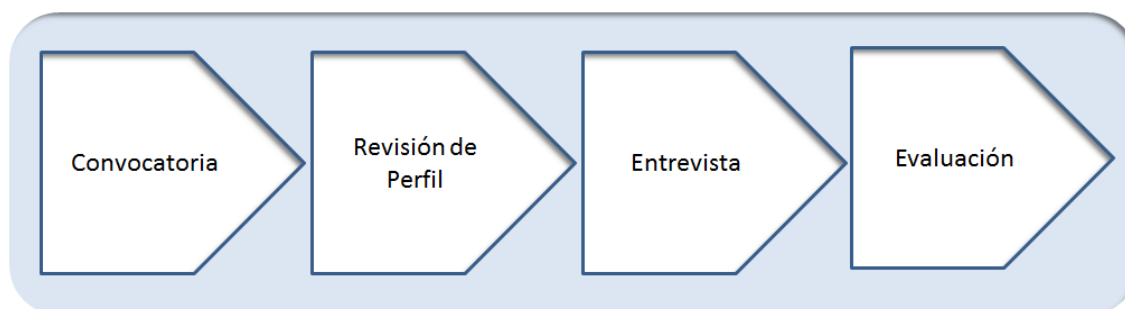 Convocatoria
Revisión de
Perfil
Entrevista
Evaluación